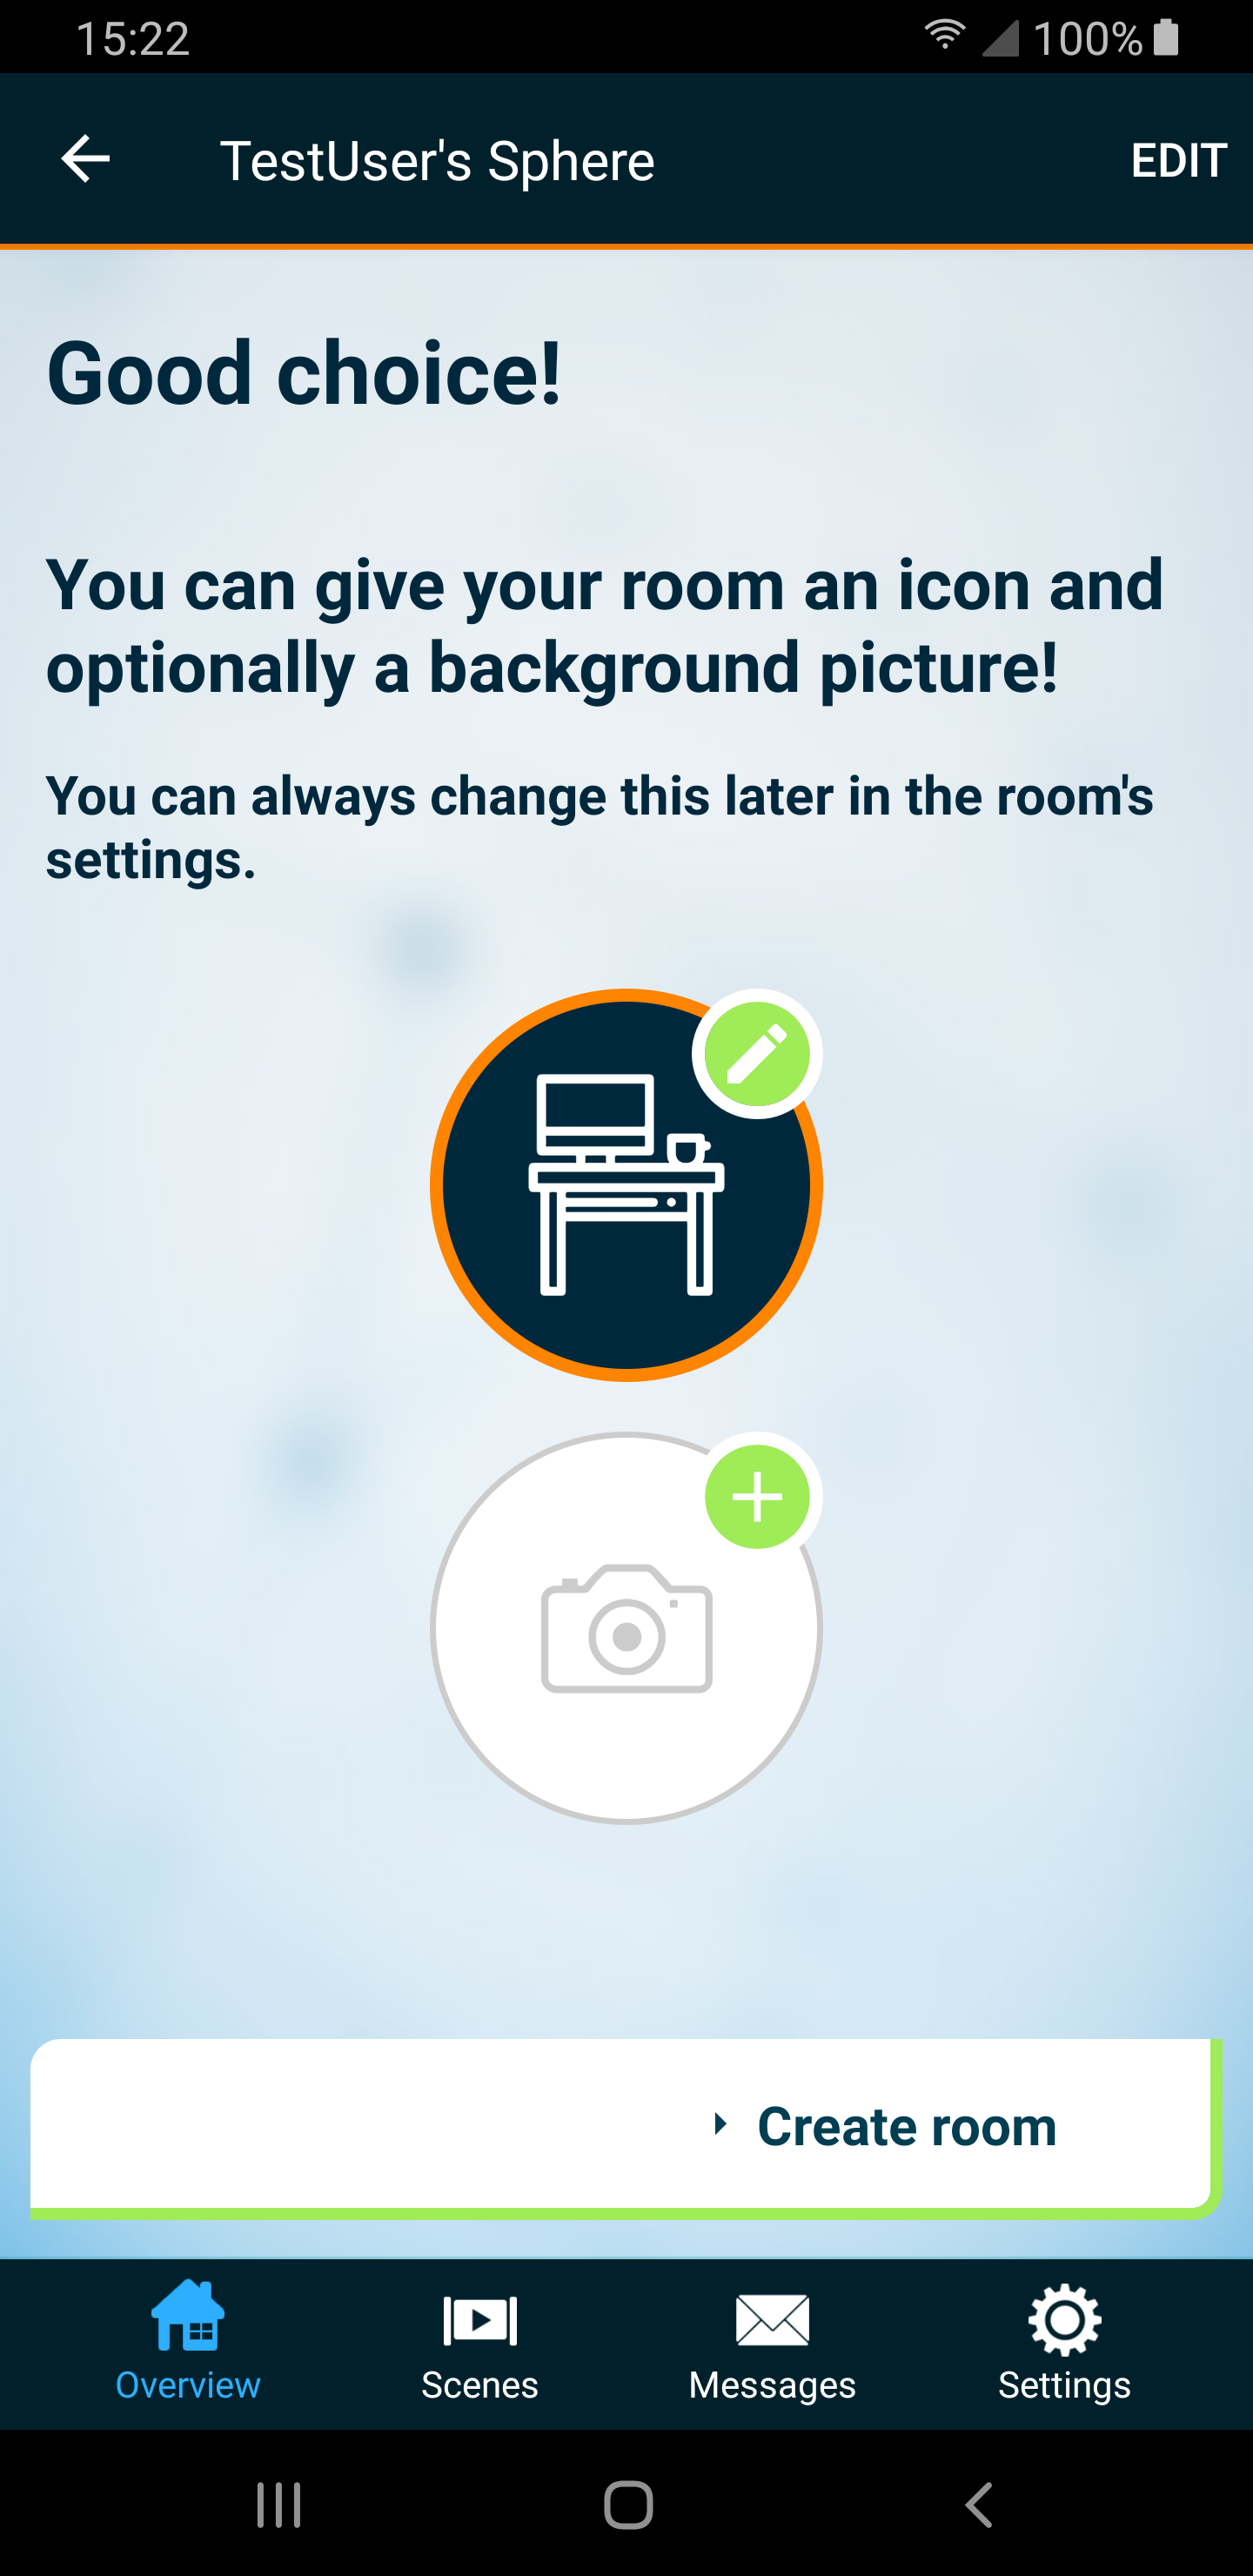 15:22
100%
TestUser's Sphere
EDIT
Good choice!
You can give your room an icon and
optionally a background picture!
You can always change this later in the room's
settings.
Create room
Overview
Scenes
Messages
Settings